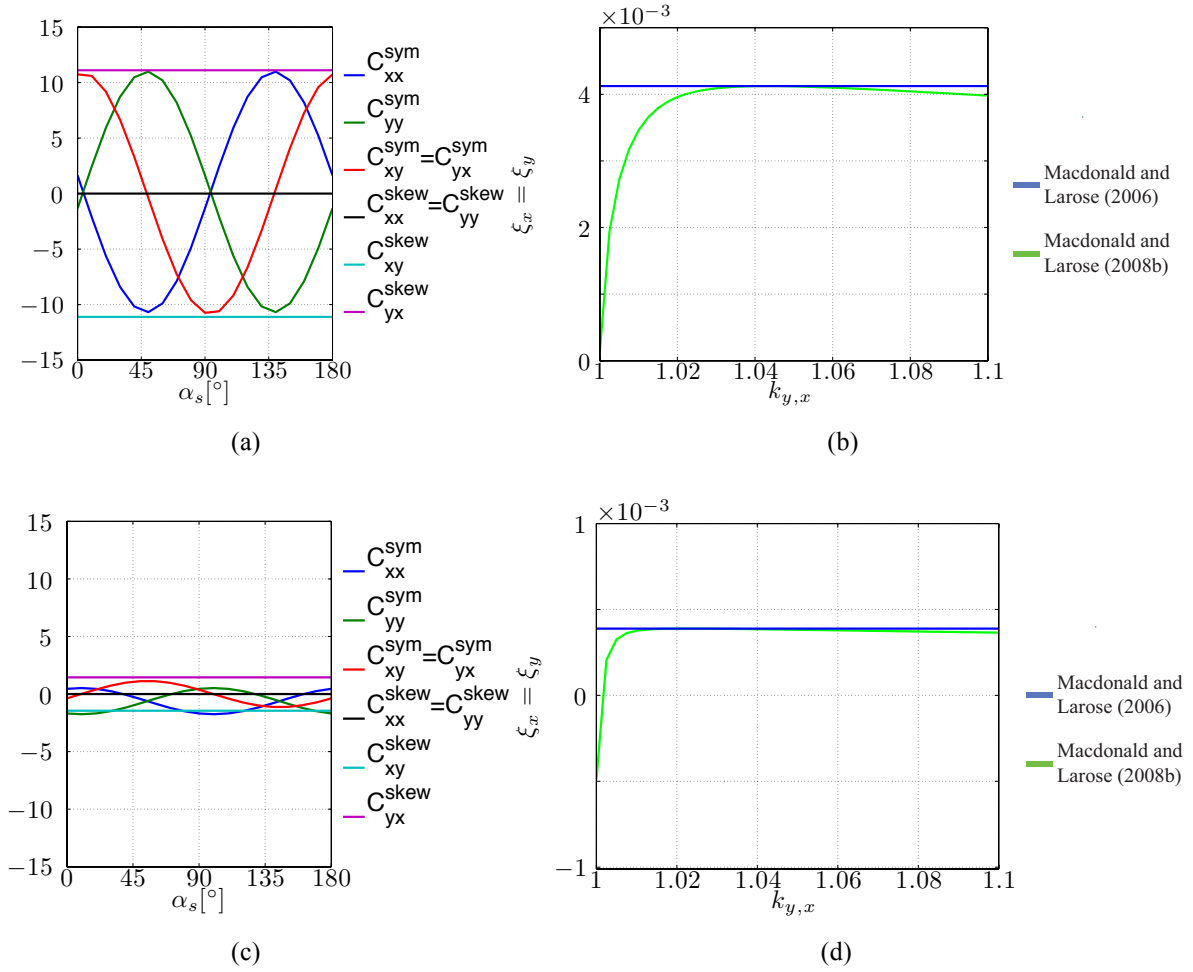 15
10
5
0
−5
−10
−15
0 45 90 135 180
α_s[°]
C_xx^sym
C_yy^sym
C_xy^sym=C_yx^sym
C_xx^skew=C_yy^skew
C_xy^skew
C_yx^skew
(a)
×10^−3
4
2
0
1 1.02 1.04 1.06 1.08 1.1
ξ_x = ξ_y
k_y,x
Macdonald and
Larose (2006)
Macdonald and
Larose (2008b)
(b)
15
10
5
0
−5
−10
−15
0 45 90 135 180
α_s[°]
C_xx^sym
C_yy^sym
C_xy^sym=C_yx^sym
C_xx^skew=C_yy^skew
C_xy^skew
C_yx^skew
(c)
×10^−3
1
0
−1
1 1.02 1.04 1.06 1.08 1.1
ξ_x = ξ_y
k_y,x
Macdonald and
Larose (2006)
Macdonald and
Larose (2008b)
(d)